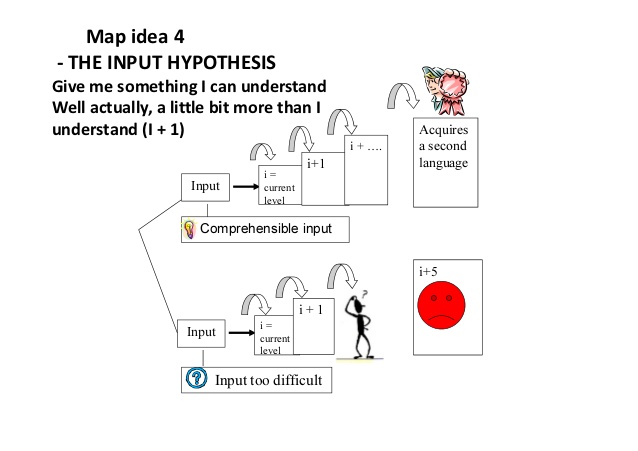 Map idea 4
- THE INPUT HYPOTHESIS
Give me something I can understand
Well actually, a little bit more than I
understand (I + 1)
Input
i =
current
level
i+1
i + ….
Acquires
a second
language
Comprehensible input
Input
i =
current
level
i + 1
?
i+5
?
Input too difficult